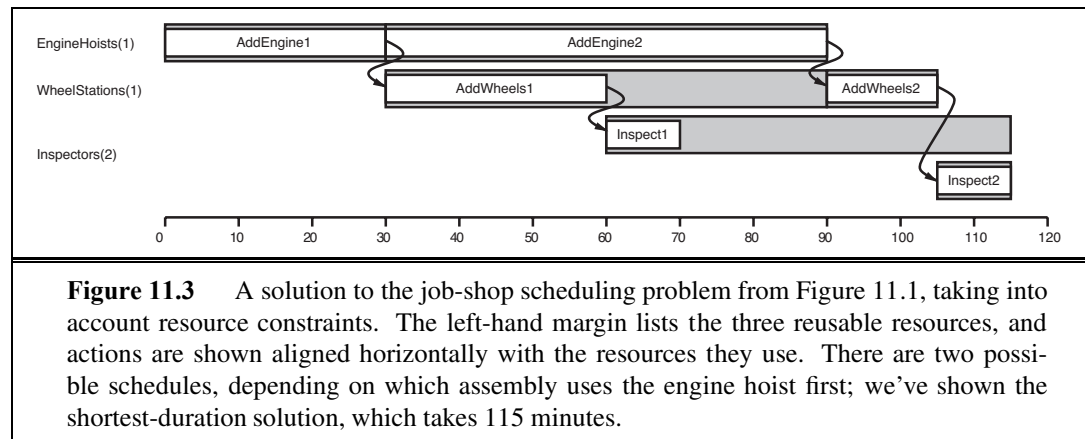 EngineHoists(1)
AddEngine1
AddEngine2
WheelStations(1)
AddWheels1
AddWheels2
Inspectors(2)
Inspect1
Inspect2
0 10 20 30 40 50 60 70 80 90 100 110 120
Figure 11.3 A solution to the job-shop scheduling problem from Figure 11.1, taking into
account resource constraints. The left-hand margin lists the three reusable resources, and
actions are shown aligned horizontally with the resources they use. There are two possi-
ble schedules, depending on which assembly uses the engine hoist first; we've shown the
shortest-duration solution, which takes 115 minutes.